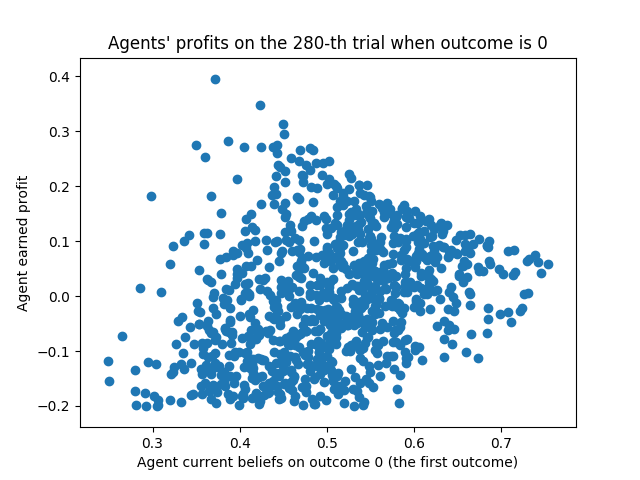 Agents' profits on the 280-th trial when outcome is 0
0.4
0.3
0.2
0.1
0.0
−0.1
−0.2
Agent earned profit
0.3 0.4 0.5 0.6 0.7
Agent current beliefs on outcome 0 (the first outcome)